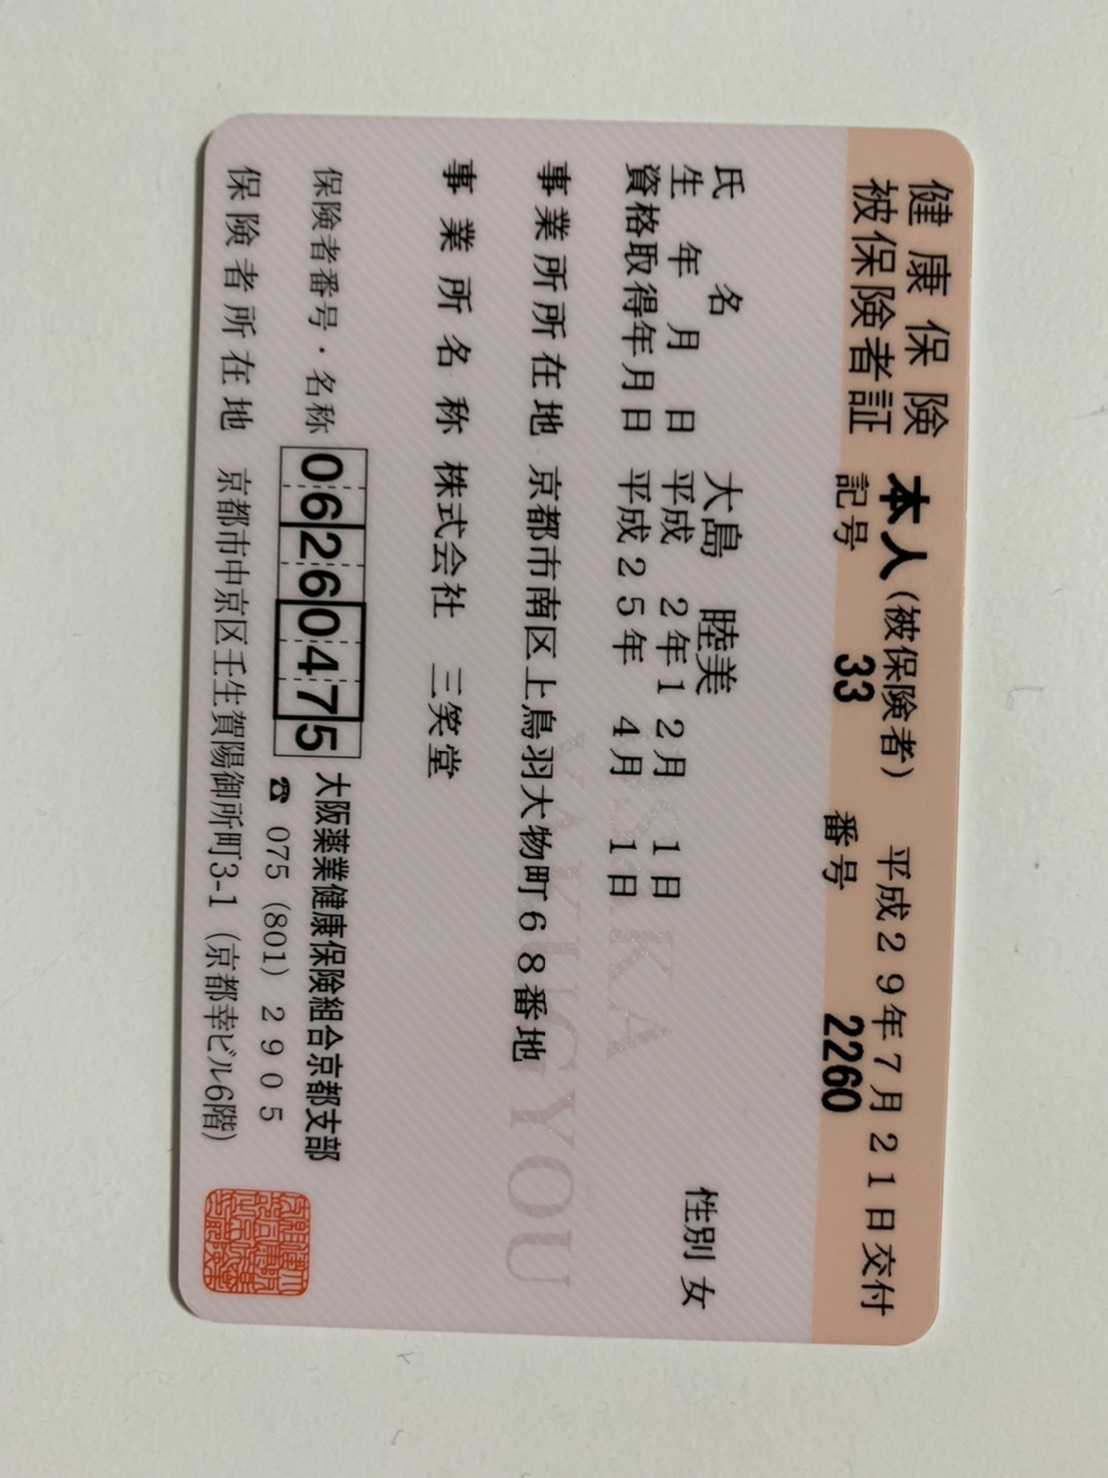 健康保険 本人(被保険者) 平成29年7月21日交付
被保険者証 記号 33 番号 2260
氏名 大島 睦美 性別 女
生年月日 平成 2年12月 1日
資格取得年月日 平成25年 4月 1日
事業所所在地 京都市南区上鳥羽大物町68番地
事業所名称 株式会社 三笑堂
保険者番号・名称 06260475 大阪薬業健康保険組合京都支部
☎ 075 (801) 2905
保険者所在地 京都市中京区壬生賀陽御所町3-1 (京都幸ビル6階)
OSAKA
YAKUGYOU